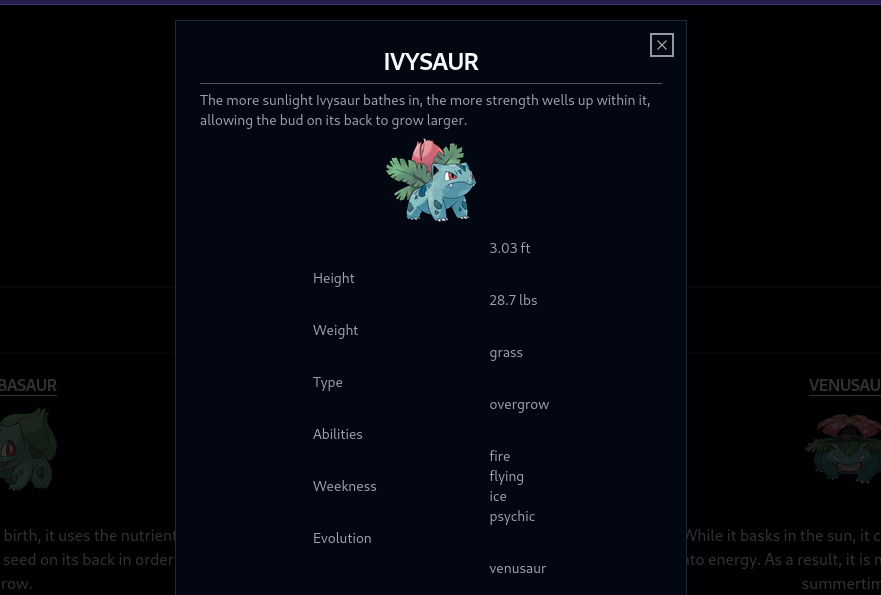 IVYSAUR
The more sunlight Ivysaur bathes in, the more strength wells up within it,
allowing the bud on its back to grow larger.
3.03 ft
Height
28.7 lbs
Weight
grass
Type
overgrow
Abilities
fire
flying
Weekness
ice
psychic
Evolution
venusaur
BASAUR
birth, it uses the nutrient
seed on its back in order
row.
VENUSAU
While it basks in the sun, it c
nto energy. As a result, it is m
summertim